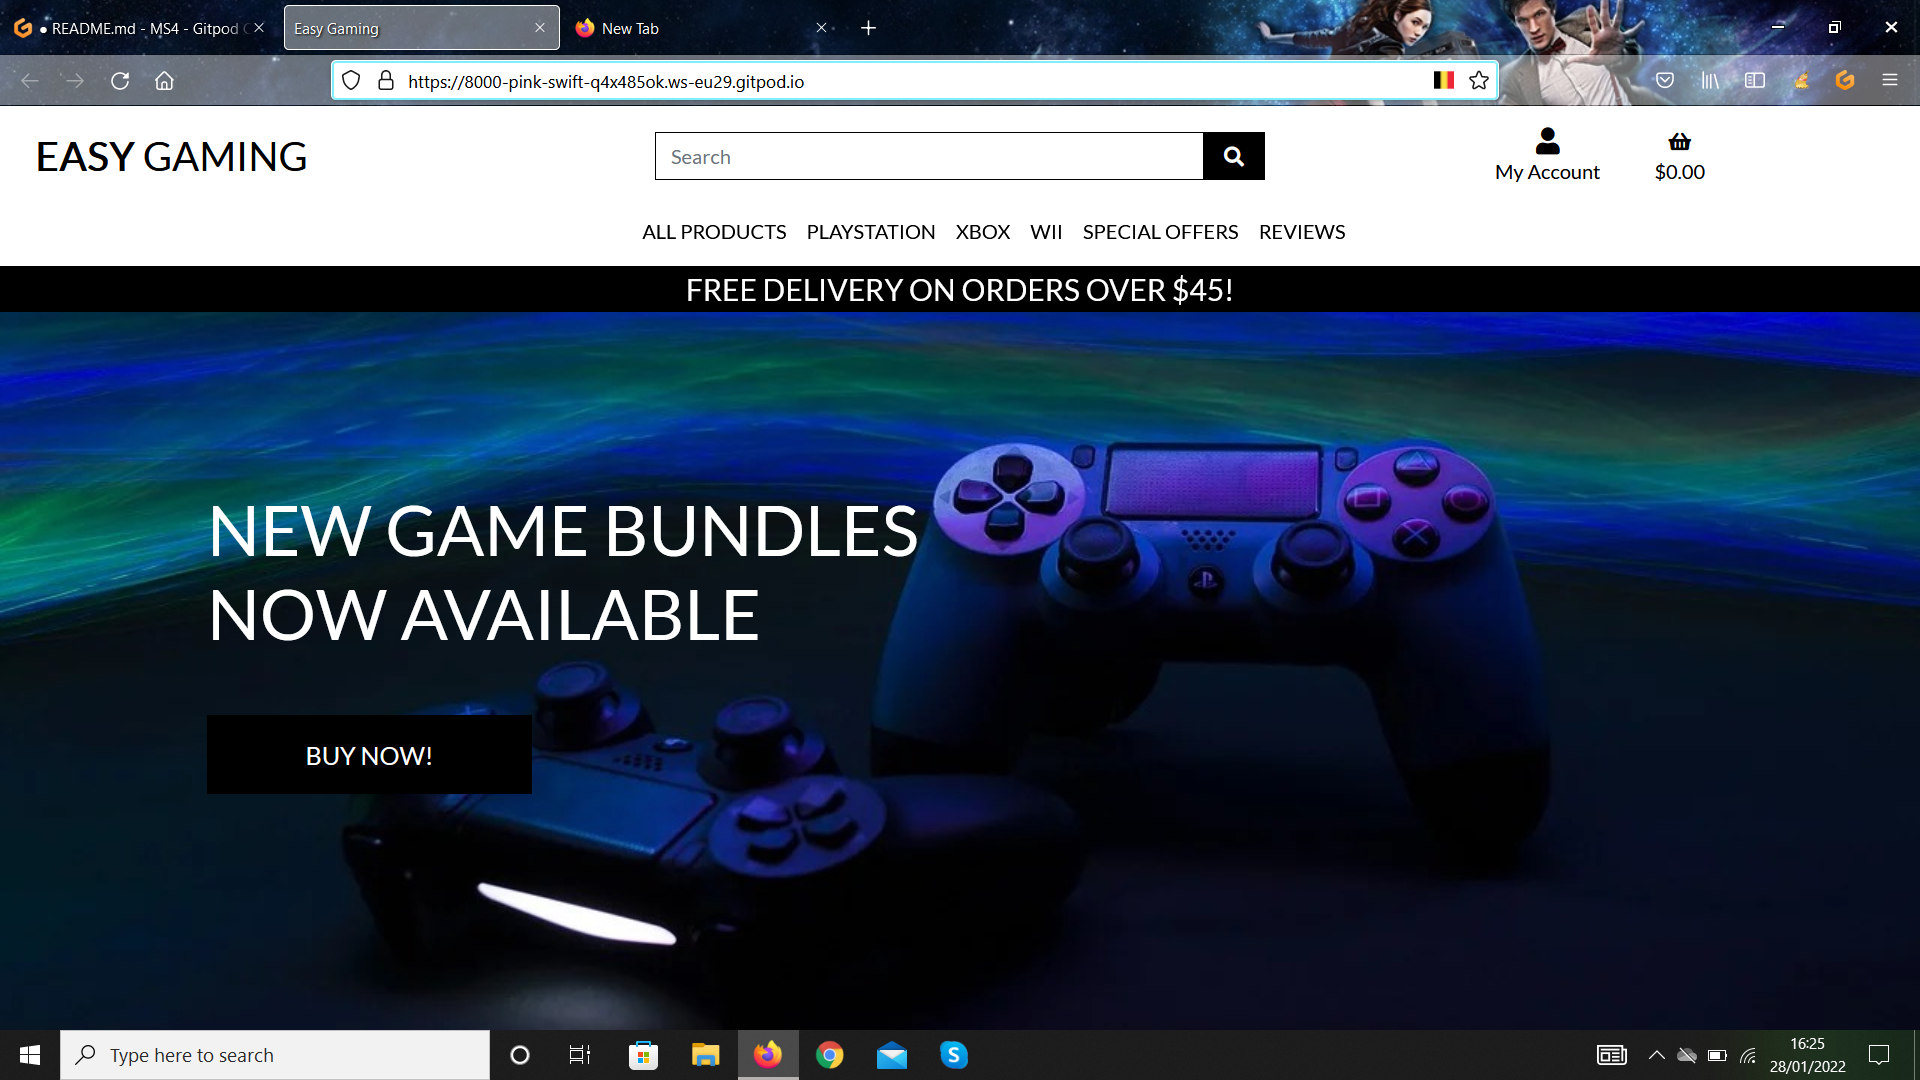 ● README.md - MS4 - Gitpod C
Easy Gaming
New Tab
https://8000-pink-swift-q4x485ok.ws-eu29.gitpod.io
EASY GAMING
Search
My Account
$0.00
ALL PRODUCTS PLAYSTATION XBOX WII SPECIAL OFFERS REVIEWS
FREE DELIVERY ON ORDERS OVER $45!
NEW GAME BUNDLES
NOW AVAILABLE
BUY NOW!
Type here to search
16:25
28/01/2022